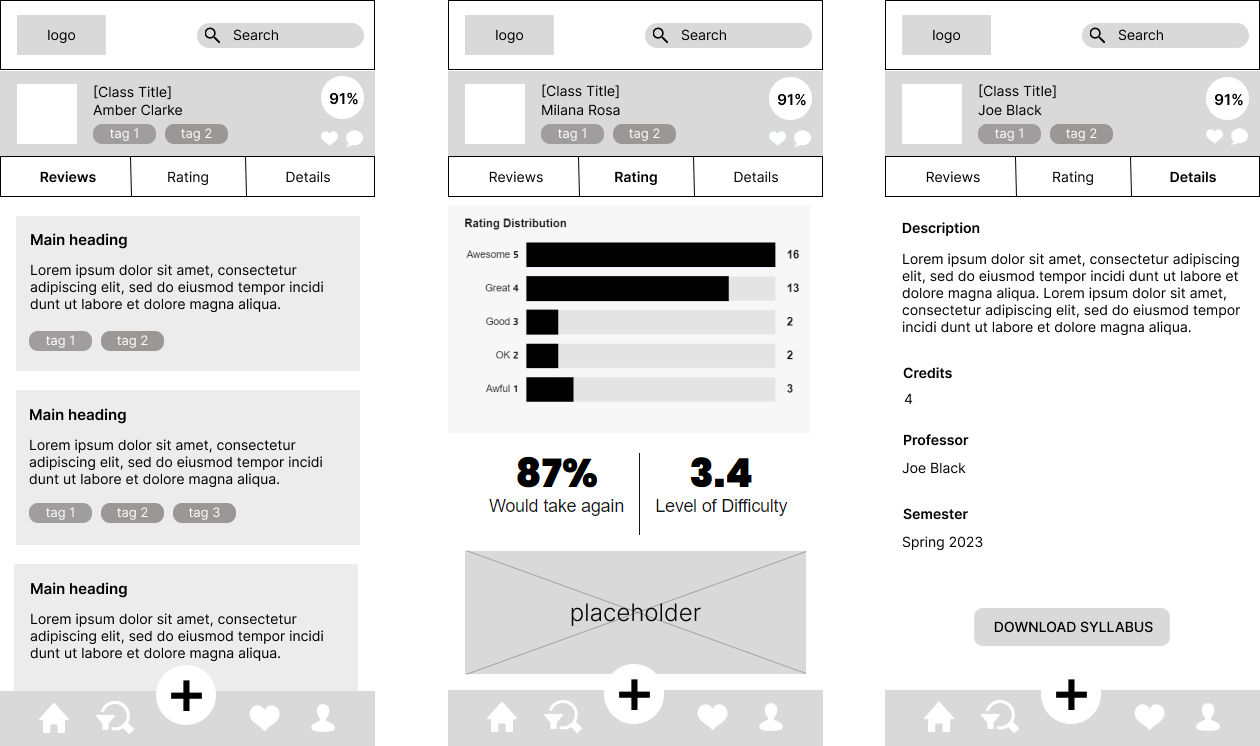 logo
Search
[Class Title]
Amber Clarke
91%
tag 1 tag 2
Reviews Rating Details
Main heading
Lorem ipsum dolor sit amet, consectetur
adipiscing elit, sed do eiusmod tempor incidi
dunt ut labore et dolore magna aliqua.
tag 1 tag 2
Main heading
Lorem ipsum dolor sit amet, consectetur
adipiscing elit, sed do eiusmod tempor incidi
dunt ut labore et dolore magna aliqua.
tag 1 tag 2 tag 3
Main heading
Lorem ipsum dolor sit amet, consectetur
adipiscing elit, sed do eiusmod tempor incidi
dunt ut labore et dolore magna aliqua.
logo
Search
[Class Title]
Milana Rosa
91%
tag 1 tag 2
Reviews Rating Details
Rating Distribution
Awesome 5 16
Great 4 13
Good 3 2
OK 2 2
Awful 1 3
87% 3.4
Would take again Level of Difficulty
placeholder
logo
Search
[Class Title]
Joe Black
91%
tag 1 tag 2
Reviews Rating Details
Description
Lorem ipsum dolor sit amet, consectetur adipiscing
elit, sed do eiusmod tempor incidi dunt ut labore et
dolore magna aliqua. Lorem ipsum dolor sit amet,
consectetur adipiscing elit, sed do eiusmod tempor
incidi dunt ut labore et dolore magna aliqua.
Credits
4
Professor
Joe Black
Semester
Spring 2023
DOWNLOAD SYLLABUS